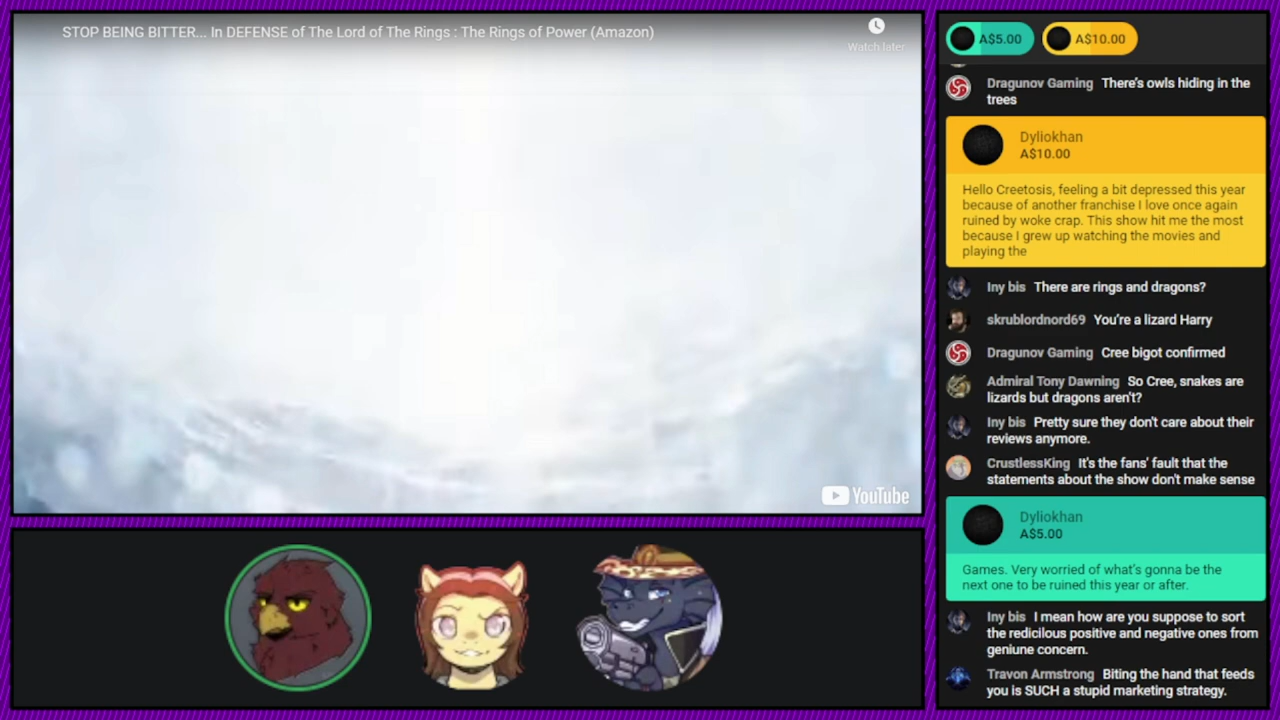 STOP BEING BITTER... In DEFENSE of The Lord of The Rings : The Rings of Power (Amazon)
Watch later
YouTube
A$5.00
A$10.00
Dragunov Gaming There's owls hiding in the
trees
Dyliokhan
A$10.00
Hello Creetosis, feeling a bit depressed this year
because of another franchise I love once again
ruined by woke crap. This show hit me the most
because I grew up watching the movies and
playing the
Iny bis There are rings and dragons?
skrublordnord69 You're a lizard Harry
Dragunov Gaming Cree bigot confirmed
Admiral Tony Dawning So Cree, snakes are
lizards but dragons aren't?
Iny bis Pretty sure they don't care about their
reviews anymore.
CrustlessKing It's the fans' fault that the
statements about the show don't make sense
Dyliokhan
A$5.00
Games. Very worried of what's gonna be the
next one to be ruined this year or after.
Iny bis I mean how are you suppose to sort
the redicilous positive and negative ones from
geniune concern.
Travon Armstrong Biting the hand that feeds
you is SUCH a stupid marketing strategy.